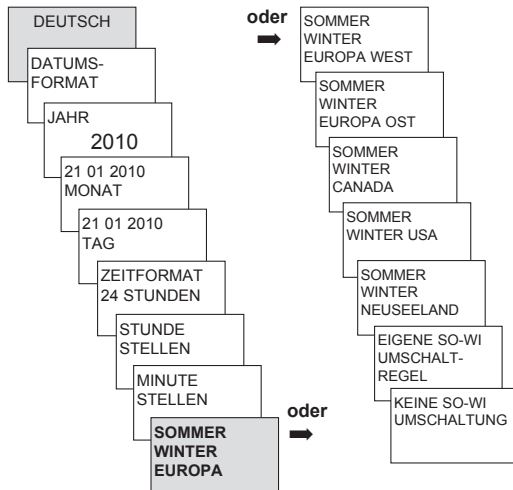 DEUTSCH
DATUMS-
FORMAT
JAHR
2010
21 01 2010
MONAT
21 01 2010
TAG
ZEITFORMAT
24 STUNDEN
STUNDE
STELLEN
MINUTE
STELLEN
SOMMER
WINTER
EUROPA
oder
oder
SOMMER
WINTER
EUROPA WEST
SOMMER
WINTER
EUROPA OST
SOMMER
WINTER
CANADA
SOMMER
WINTER USA
SOMMER
WINTER
NEUSEELAND
EIGENE SO-WI
UMSCHALT-
REGEL
KEINE SO-WI
UMSCHALTUNG